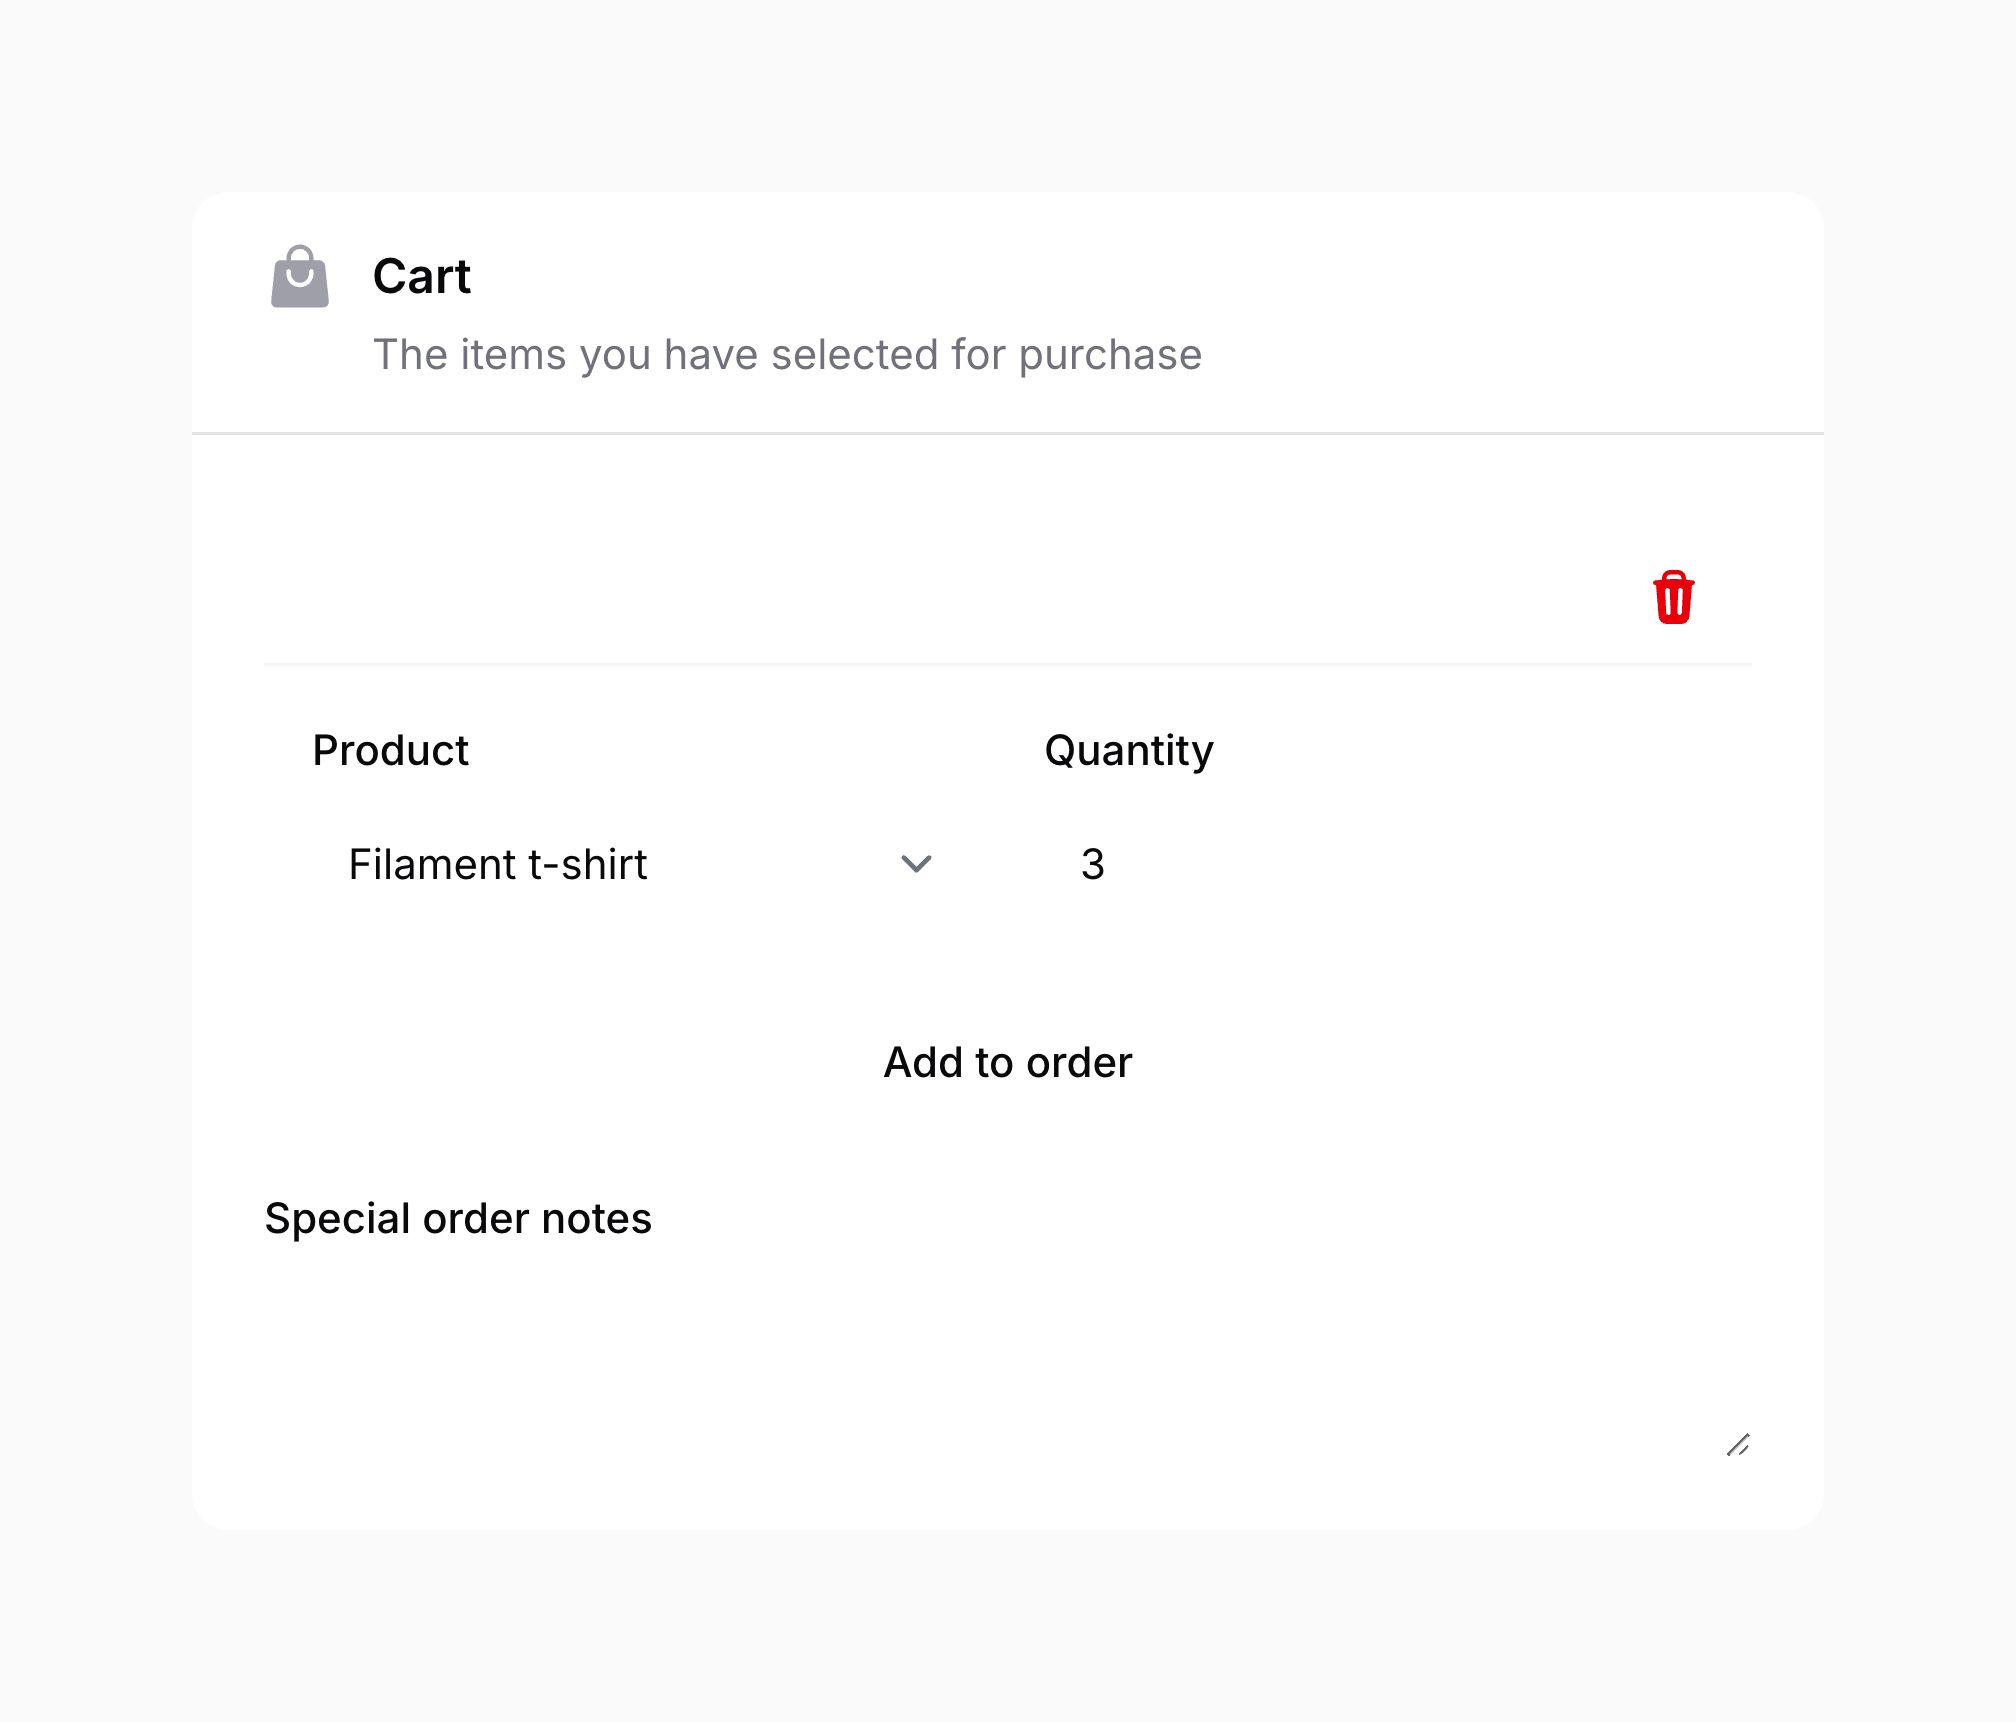 Cart
The items you have selected for purchase
Product
Quantity
Filament t-shirt
3
Add to order
Special order notes